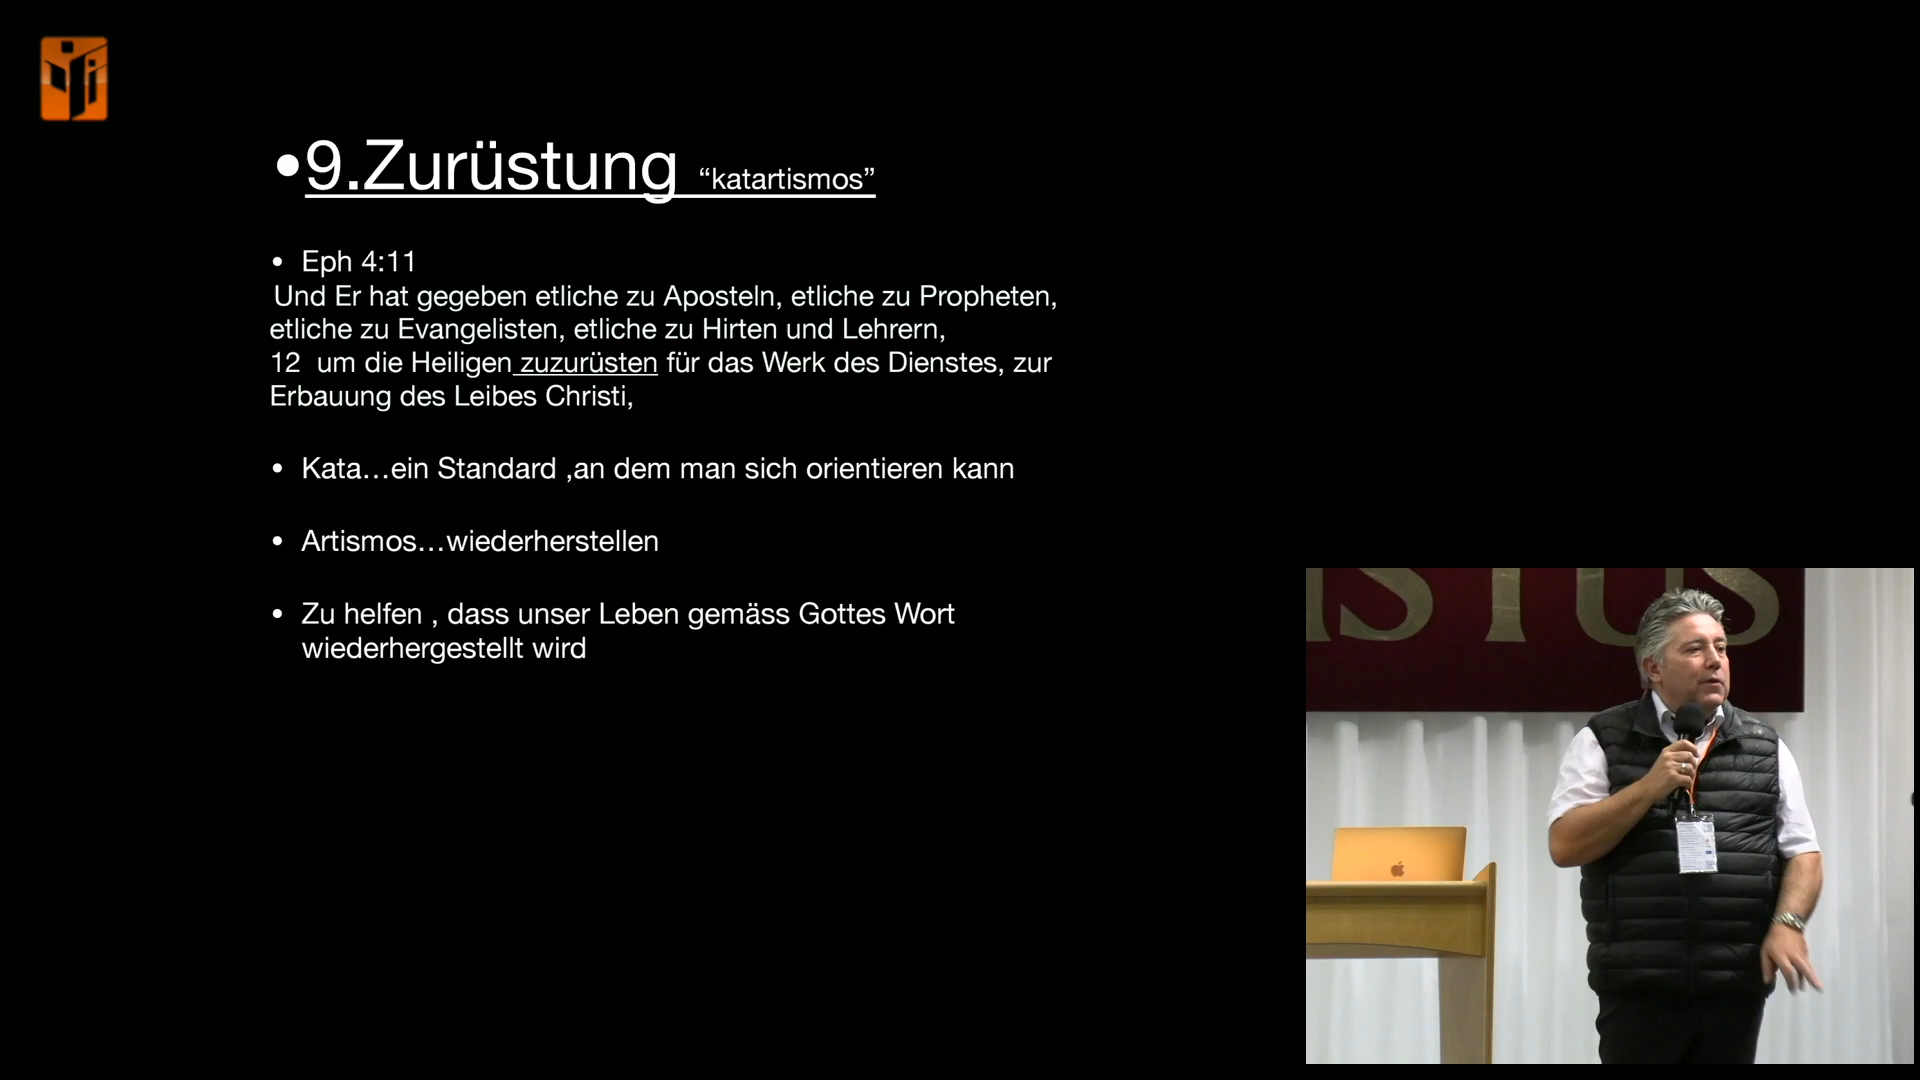 •9.Zurüstung “katartismos”
• Eph 4:11
Und Er hat gegeben etliche zu Aposteln, etliche zu Propheten,
etliche zu Evangelisten, etliche zu Hirten und Lehrern,
12 um die Heiligen zuzurüsten für das Werk des Dienstes, zur
Erbauung des Leibes Christi,
• Kata…ein Standard ,an dem man sich orientieren kann
• Artismos…wiederherstellen
• Zu helfen , dass unser Leben gemäss Gottes Wort
wiederhergestellt wird
ISTUS